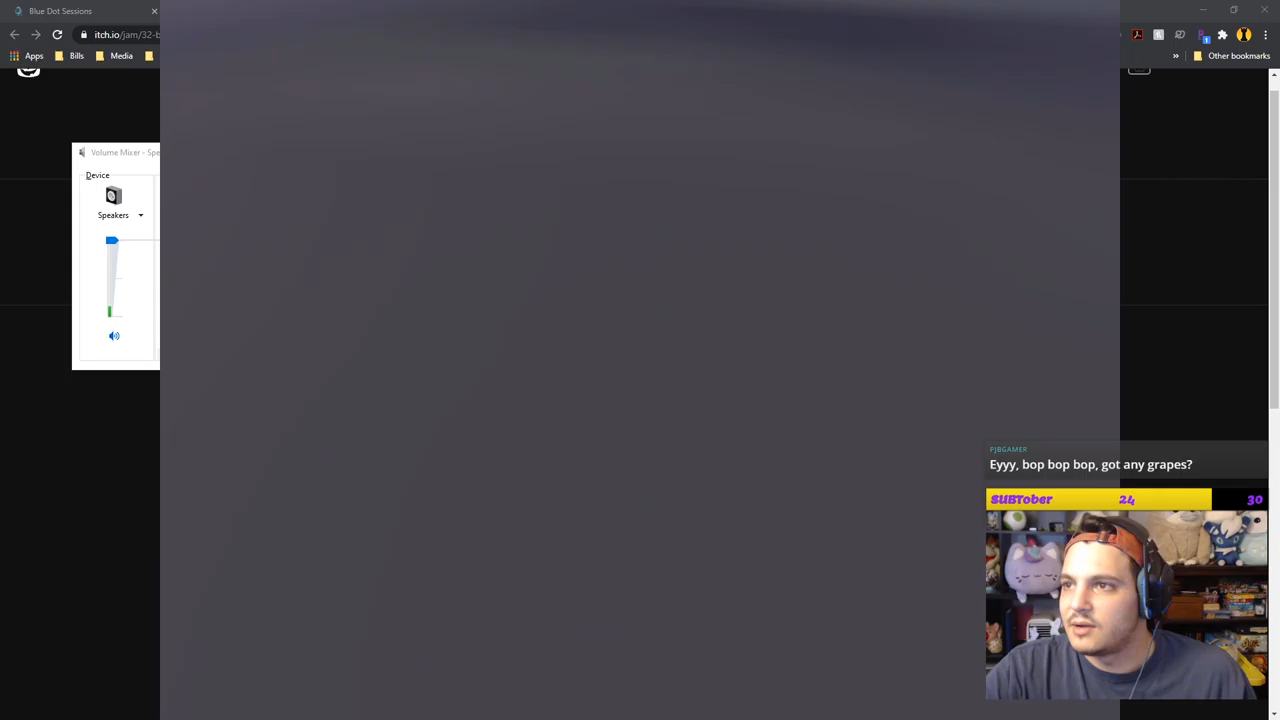 Blue Dot Sessions
itch.io/jam/32-b
Apps
Bills
Media
Other bookmarks
1
Volume Mixer - Spe
Device
Speakers
PJBGAMER
Eyyy, bop bop bop, got any grapes?
SUBTober 24 30